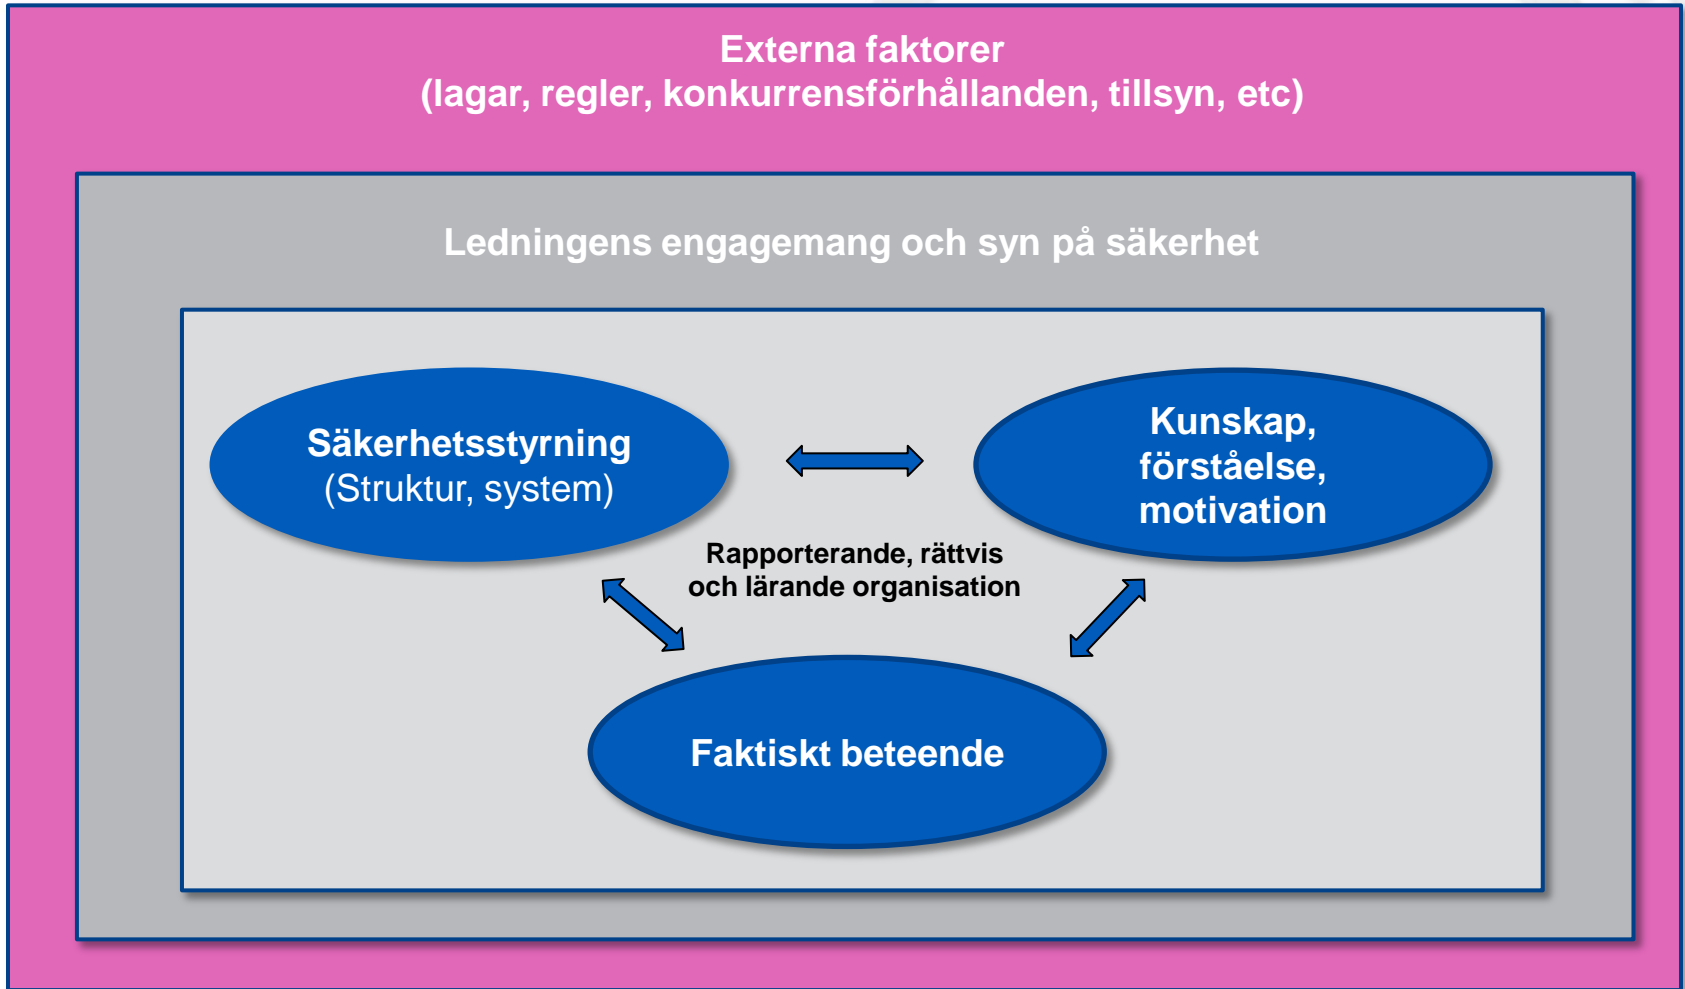 Externa faktorer
(lagar, regler, konkurrensförhållanden, tillsyn, etc)
Ledningens engagemang och syn på säkerhet
Säkerhetsstyrning
(Struktur, system)
Kunskap,
förståelse,
motivation
Rapporterande, rättvis
och lärande organisation
Faktiskt beteende